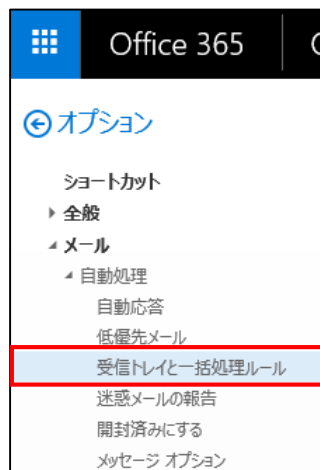 Office 365
オプション
ショートカット
全般
メール
自動処理
自動応答
低優先メール
受信トレイと一括処理ルール
迷惑メールの報告
開封済みにする
メッセージ オプション